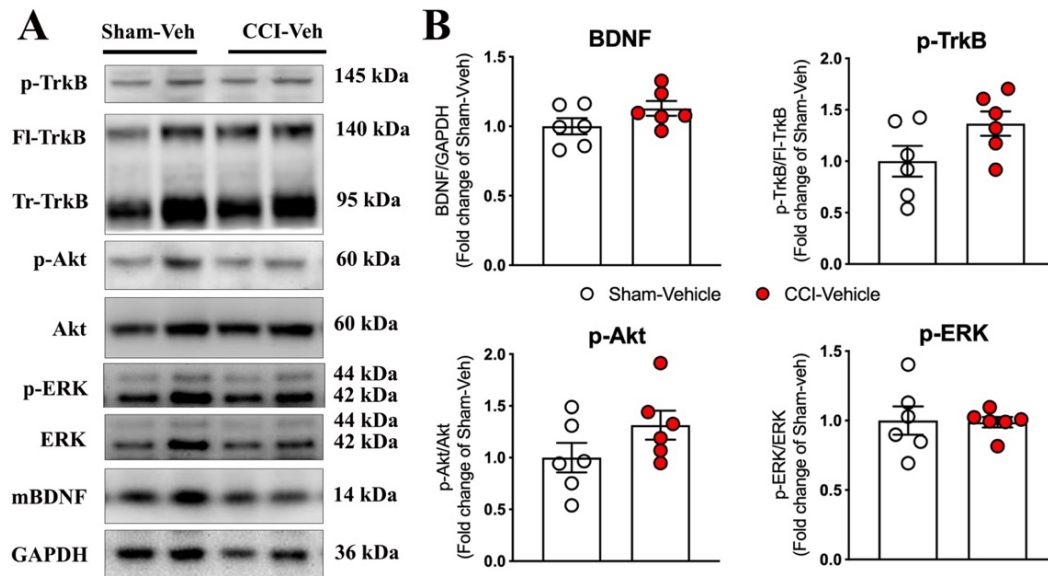 A
Sham-Veh CCI-Veh
p-TrkB 145 kDa
Fl-TrkB 140 kDa
Tr-TrkB 95 kDa
p-Akt 60 kDa
Akt 60 kDa
44 kDa
p-ERK 42 kDa
44 kDa
ERK 42 kDa
mBDNF 14 kDa
GAPDH 36 kDa
B
BDNF
BDNF/GAPDH
(Fold change of Sham-Vveh)
1.5
1.0
0.5
0.0
p-TrkB
p-TrkB/Fl-TrkB
(Fold change of Sham-Veh)
2.0
1.5
1.0
0.5
0.0
Sham-Vehicle CCI-Vehicle
p-Akt
p-Akt/Akt
(Fold change of Sham-Veh)
2.0
1.5
1.0
0.5
0.0
p-ERK
p-ERK/ERK
(Fold change of Sham-veh)
1.5
1.0
0.5
0.0